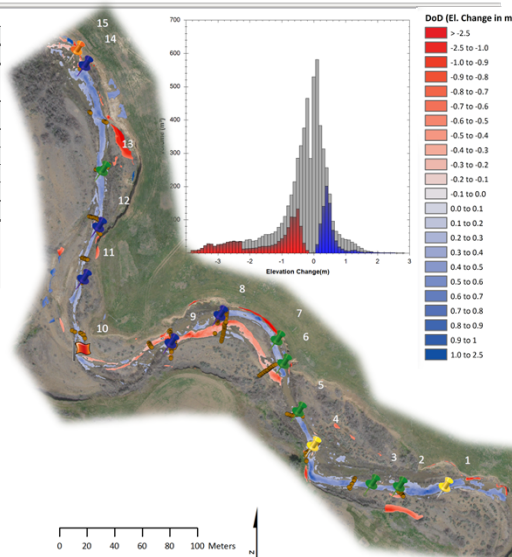 15
14
13
12
11
10
9
8
7
6
5
4
3
2
1
700
600
500
400
300
200
100
-3
-2
-1
0
1
2
3
Elevation Change(m)
DoD (El. Change in m
> -2.5
-2.5 to -1.0
-1.0 to -0.9
-0.9 to -0.8
-0.8 to -0.7
-0.7 to -0.6
-0.6 to -0.5
-0.5 to -0.4
-0.4 to -0.3
-0.3 to -0.2
-0.2 to -0.1
-0.1 to 0.0
0.0 to 0.1
0.1 to 0.2
0.2 to 0.3
0.3 to 0.4
0.4 to 0.5
0.5 to 0.6
0.6 to 0.7
0.7 to 0.8
0.8 to 0.9
0.9 to 1
1.0 to 2.5
0 20 40 60 80 100 Meters
N